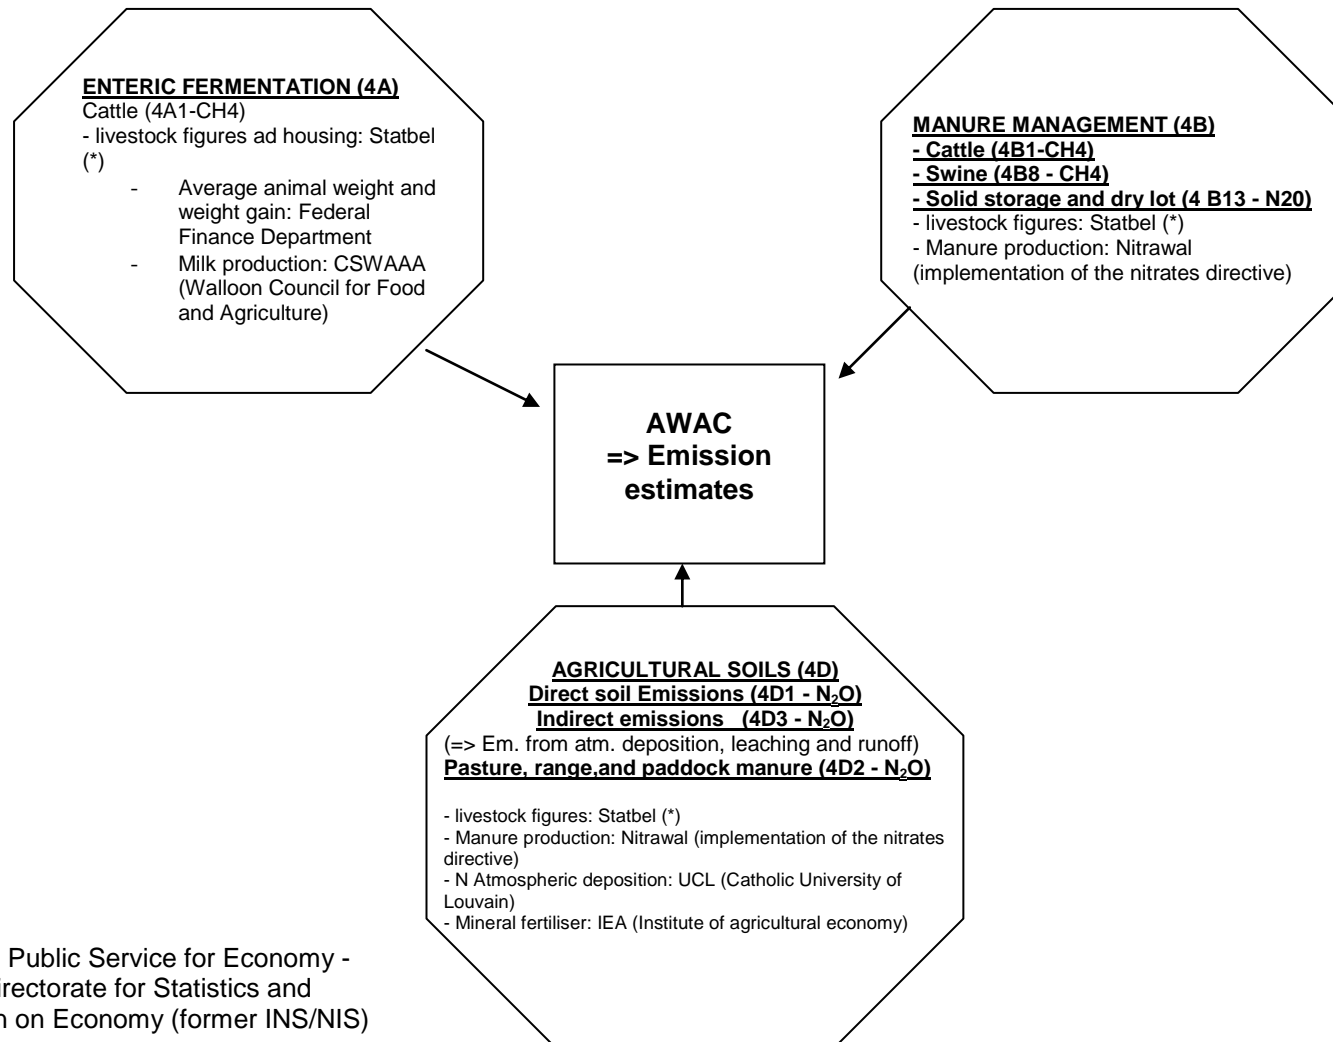 ENTERIC FERMENTATION (4A)
Cattle (4A1-CH4)
- livestock figures ad housing: Statbel
(*)
- Average animal weight and
weight gain: Federal
Finance Department
- Milk production: CSWAAA
(Walloon Council for Food
and Agriculture)
MANURE MANAGEMENT (4B)
- Cattle (4B1-CH4)
- Swine (4B8 - CH4)
- Solid storage and dry lot (4 B13 - N20)
- livestock figures: Statbel (*)
- Manure production: Nitrawal
(implementation of the nitrates directive)
AWAC
=> Emission
estimates
AGRICULTURAL SOILS (4D)
Direct soil Emissions (4D1 - N₂O)
Indirect emissions (4D3 - N₂O)
(=> Em. from atm. deposition, leaching and runoff)
Pasture, range,and paddock manure (4D2 - N₂O)
- livestock figures: Statbel (*)
- Manure production: Nitrawal (implementation of the nitrates
directive)
- N Atmospheric deposition: UCL (Catholic University of
Louvain)
- Mineral fertiliser: IEA (Institute of agricultural economy)
Public Service for Economy -
irectorate for Statistics and
n on Economy (former INS/NIS)